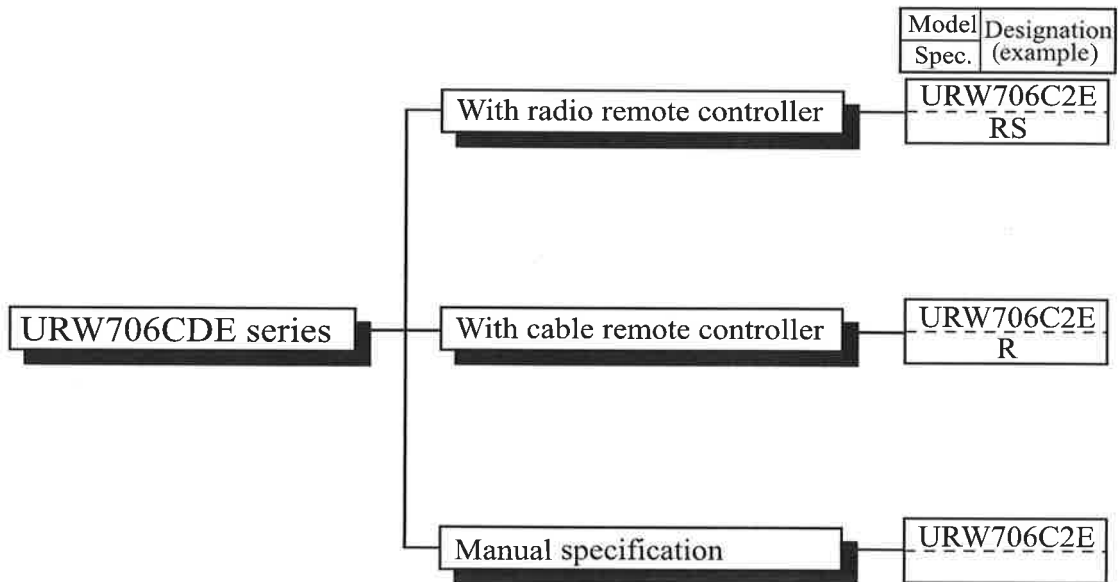 Model
Spec.
Designation
(example)
With radio remote controller
URW706C2E
RS
URW706CDE series
With cable remote controller
URW706C2E
R
Manual specification
URW706C2E